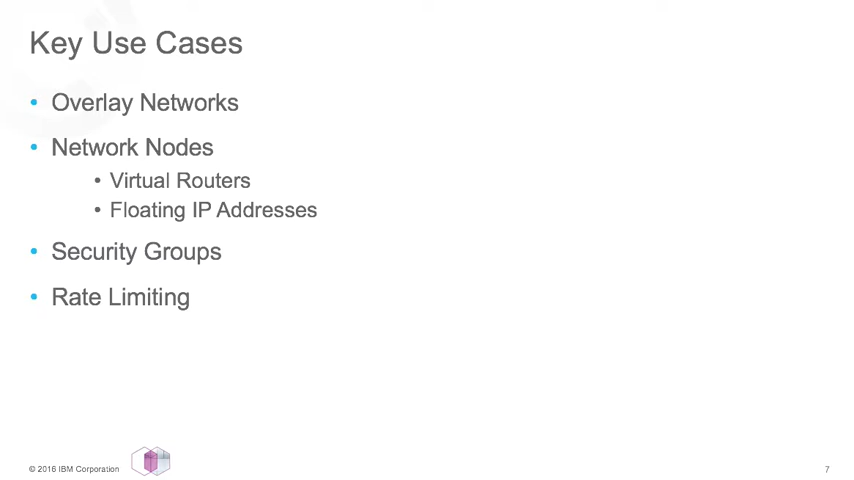 Key Use Cases
• Overlay Networks
• Network Nodes
• Virtual Routers
• Floating IP Addresses
• Security Groups
• Rate Limiting
© 2016 IBM Corporation
7